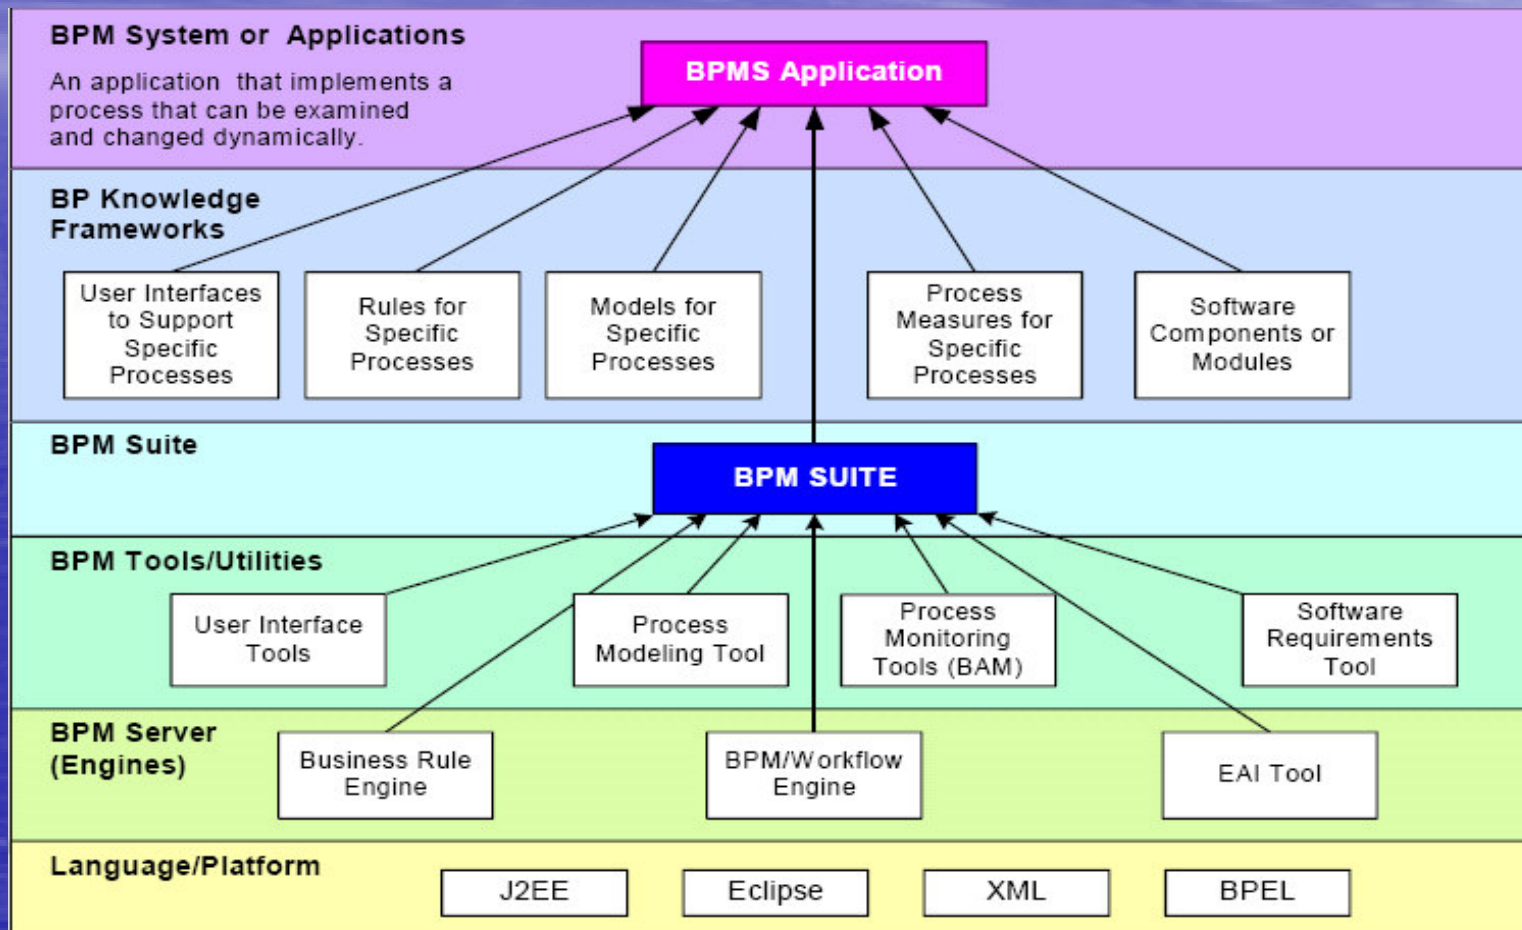 BPM System or Applications
An application that implements a
process that can be examined
and changed dynamically.
BPMS Application
BP Knowledge
Frameworks
User Interfaces
to Support
Specific
Processes
Rules for
Specific
Processes
Models for
Specific
Processes
Process
Measures for
Specific
Processes
Software
Components or
Modules
BPM Suite
BPM SUITE
BPM Tools/Utilities
User Interface
Tools
Process
Modeling Tool
Process
Monitoring
Tools (BAM)
Software
Requirements
Tool
BPM Server
(Engines)
Business Rule
Engine
BPM/Workflow
Engine
EAI Tool
Language/Platform
J2EE
Eclipse
XML
BPEL